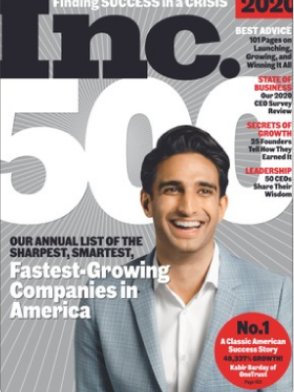 Finding SUCCESS in a CRISIS
2020
Inc.
500
BEST ADVICE
101 Pages on
Launching,
Growing, and
Winning It All
STATE OF
BUSINESS
Our 2020
CEO Survey
Review
SECRETS OF
GROWTH
25 Founders
Tell How They
Earned It
LEADERSHIP
50 CEOs
Share Their
Wisdom
OUR ANNUAL LIST OF THE
SHARPEST, SMARTEST,
Fastest-Growing
Companies in
America
No.1
A Classic American
Success Story
48,337% GROWTH!
Kabir Barday of
OneTrust